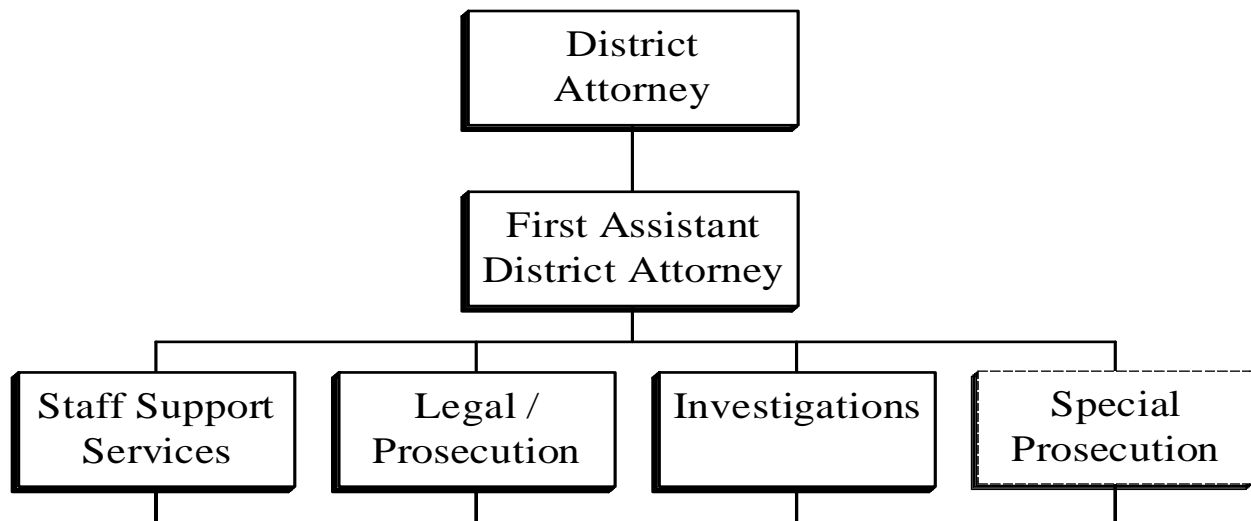 District
Attorney
First Assistant
District Attorney
Staff Support
Services
Legal /
Prosecution
Investigations
Special
Prosecution